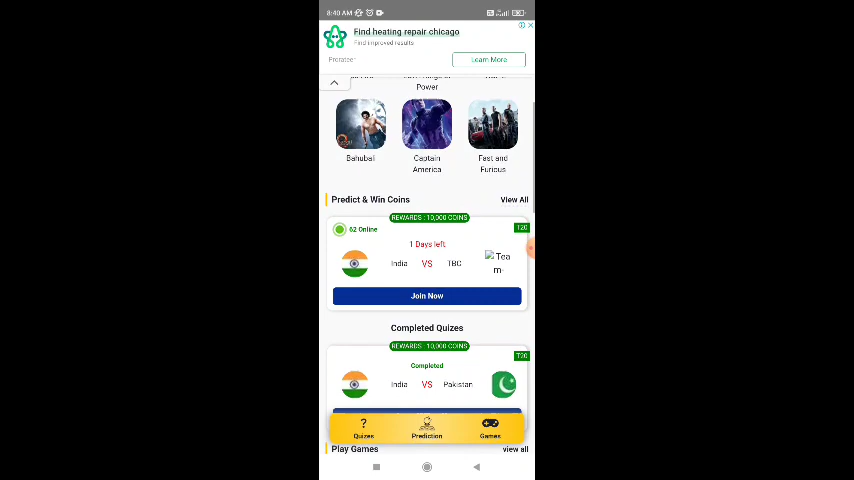 8:40 AM
Find heating repair chicago
Find improved results
Learn More
Power
Bahubali
Captain
America
Fast and
Furious
Predict & Win Coins
View All
REWARDS : 10,000 COINS
62 Online
T20
1 Days left
India VS TBC
Tea
m-
Join Now
Completed Quizes
REWARDS : 10,000 COINS
T20
Completed
India VS Pakistan
? Quizes
Prediction
Games
Play Games
view all